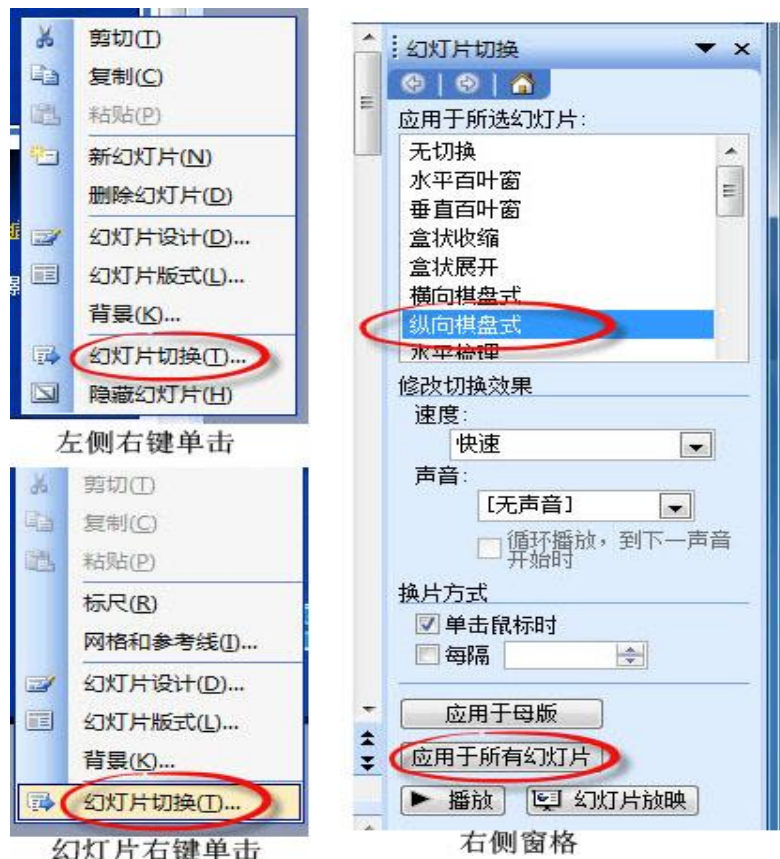 剪切(T)
复制(C)
粘贴(P)
新幻灯片(N)
删除幻灯片(D)
幻灯片设计(D)...
幻灯片版式(L)...
背景(K)...
幻灯片切换(T)...
隐藏幻灯片(H)
左侧右键单击
剪切(T)
复制(C)
粘贴(P)
标尺(R)
网格和参考线(I)...
幻灯片设计(D)...
幻灯片版式(L)...
背景(K)...
幻灯片切换(T)...
幻灯片右键单击
幻灯片切换
应用于所选幻灯片:
无切换
水平百叶窗
垂直百叶窗
盒状收缩
盒状展开
横向棋盘式
纵向棋盘式
水平梳理
修改切换效果
速度:
快速
声音:
[无声音]
循环播放，到下一声音
开始时
换片方式
单击鼠标时
每隔
应用于母版
应用于所有幻灯片
播放
幻灯片放映
右侧窗格